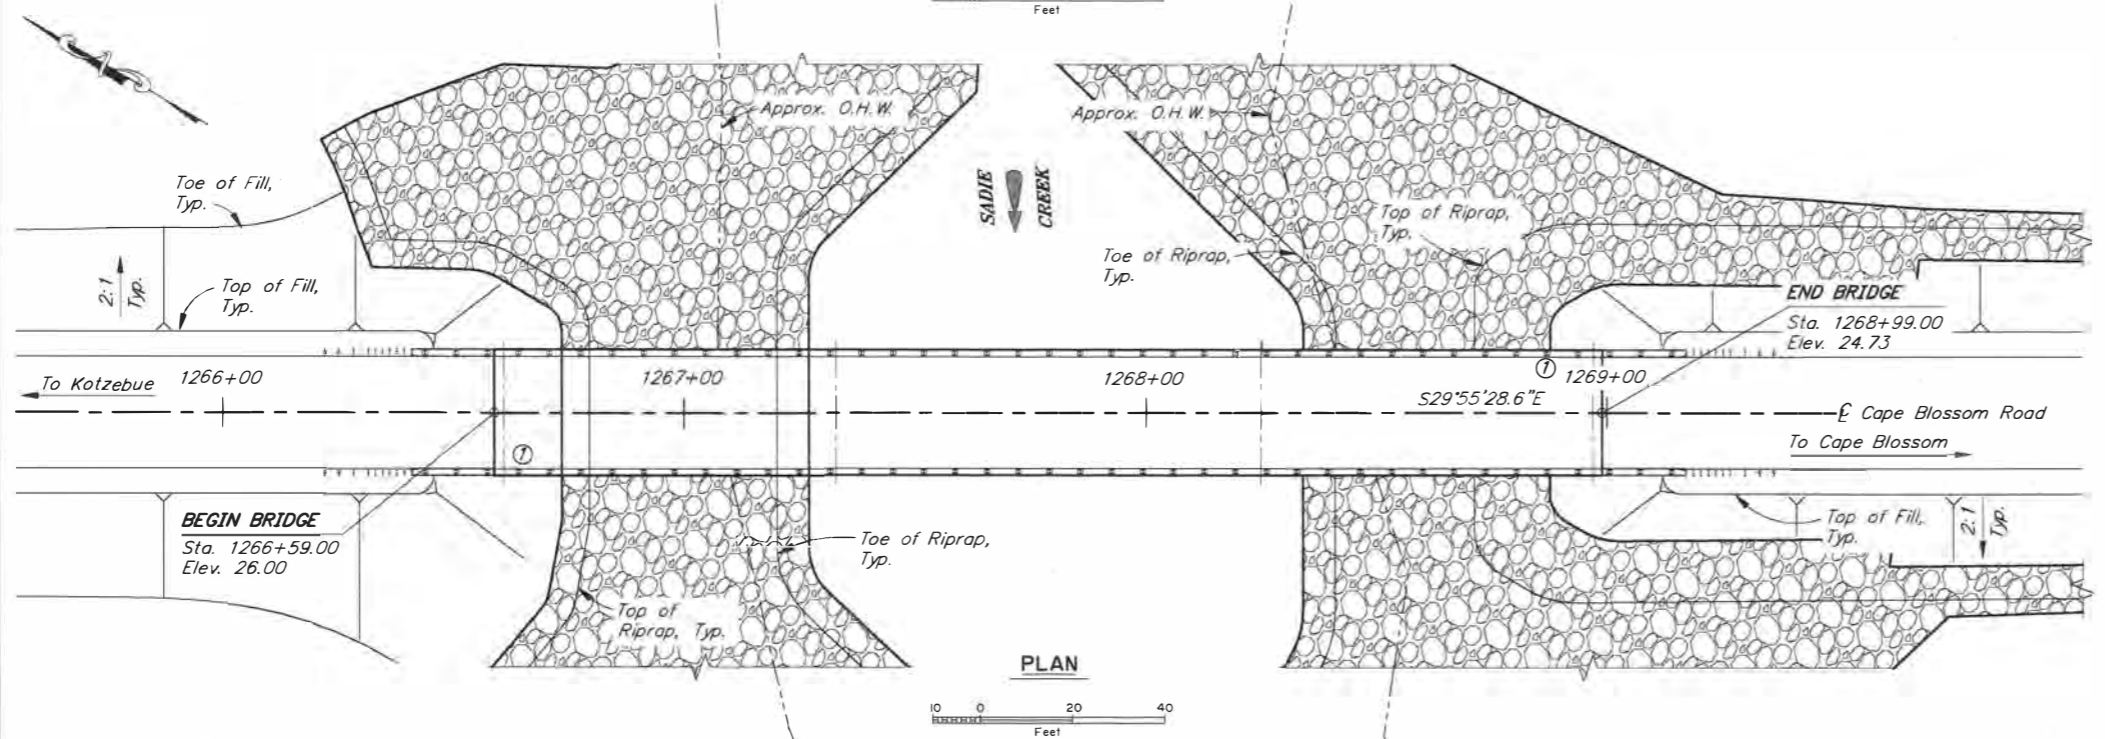 Feet
Approx. O.H.W.
Approx. O.H.W.
Toe of Fill,
Typ.
SADIE
CREEK
Top of Riprap,
Typ.
Toe of Riprap,
Typ.
2:1
Typ.
Top of Fill,
Typ.
END BRIDGE
Sta. 1268+99.00
Elev. 24.73
To Kotzebue
1266+00
1267+00
1268+00
1
1269+00
S29°55'28.6"E
℄ Cape Blossom Road
To Cape Blossom
1
BEGIN BRIDGE
Sta. 1266+59.00
Elev. 26.00
Toe of Riprap,
Typ.
Top of Fill,
Typ.
2:1
Typ.
Top of
Riprap, Typ.
PLAN
10 0 20 40
Feet